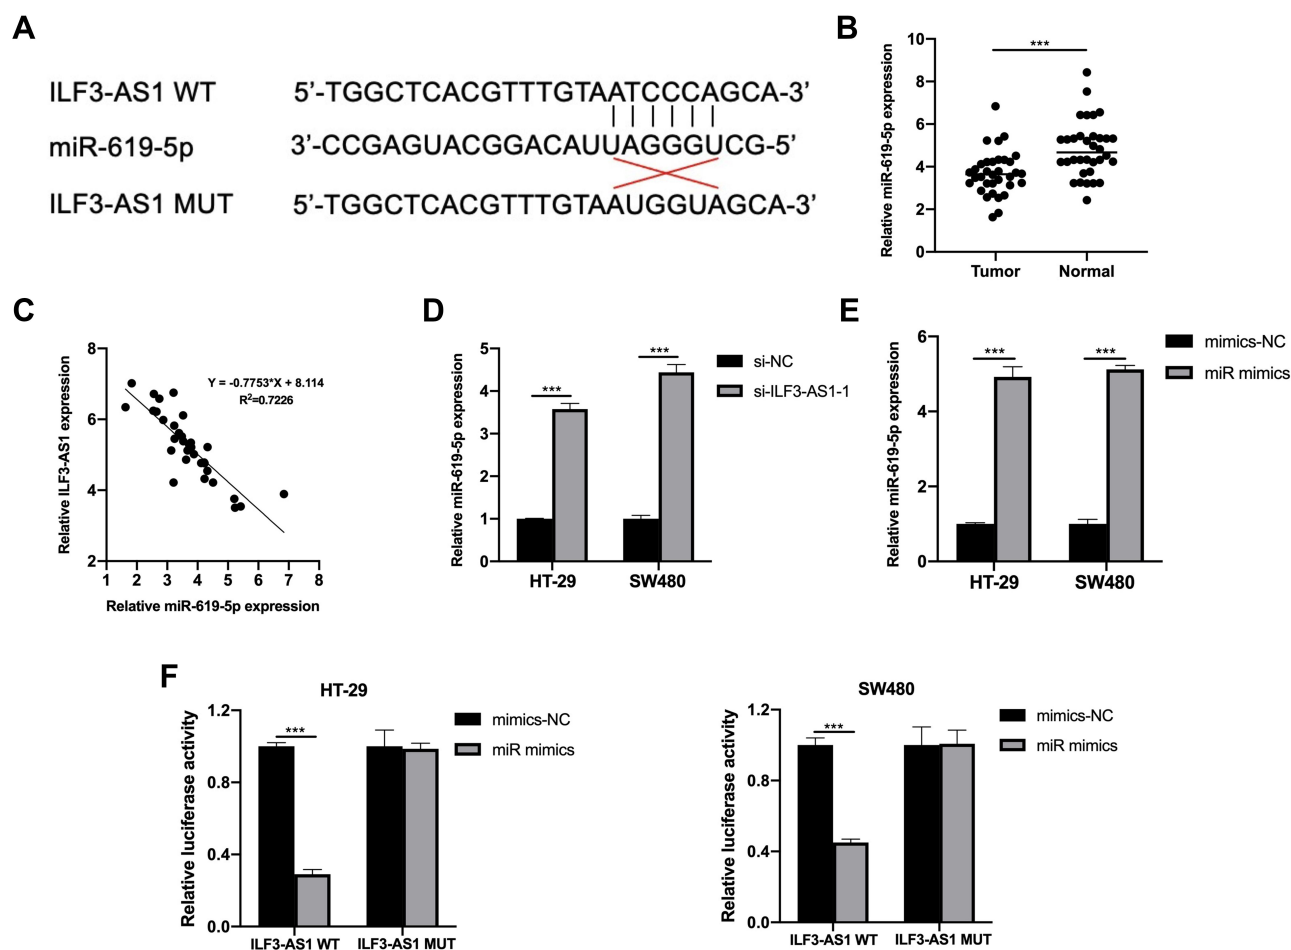 A
ILF3-AS1 WT 5’-TGGCTCACGTTTGTAATCCCAGCA-3’
miR-619-5p 3’-CCGAGUACGGACAUUAGGGUCG-5’
ILF3-AS1 MUT 5’-TGGCTCACGTTTGTAAUGGUAGCA-3’
B
Relative miR-619-5p expression
10
8
6
4
2
0
***
Tumor Normal
C
Relative ILF3-AS1 expression
8
6
4
2
Y = -0.7753*X + 8.114
R²=0.7226
1 2 3 4 5 6 7 8
Relative miR-619-5p expression
D
Relative miR-619-5p expression
5
4
3
2
1
0
***
***
HT-29 SW480
si-NC
si-ILF3-AS1-1
E
Relative miR-619-5p expression
6
4
2
0
***
***
HT-29 SW480
mimics-NC
miR mimics
F
HT-29
Relative luciferase activity
1.2
0.8
0.4
0.0
***
ILF3-AS1 WT ILF3-AS1 MUT
mimics-NC
miR mimics
SW480
Relative luciferase activity
1.2
0.8
0.4
0.0
***
ILF3-AS1 WT ILF3-AS1 MUT
mimics-NC
miR mimics